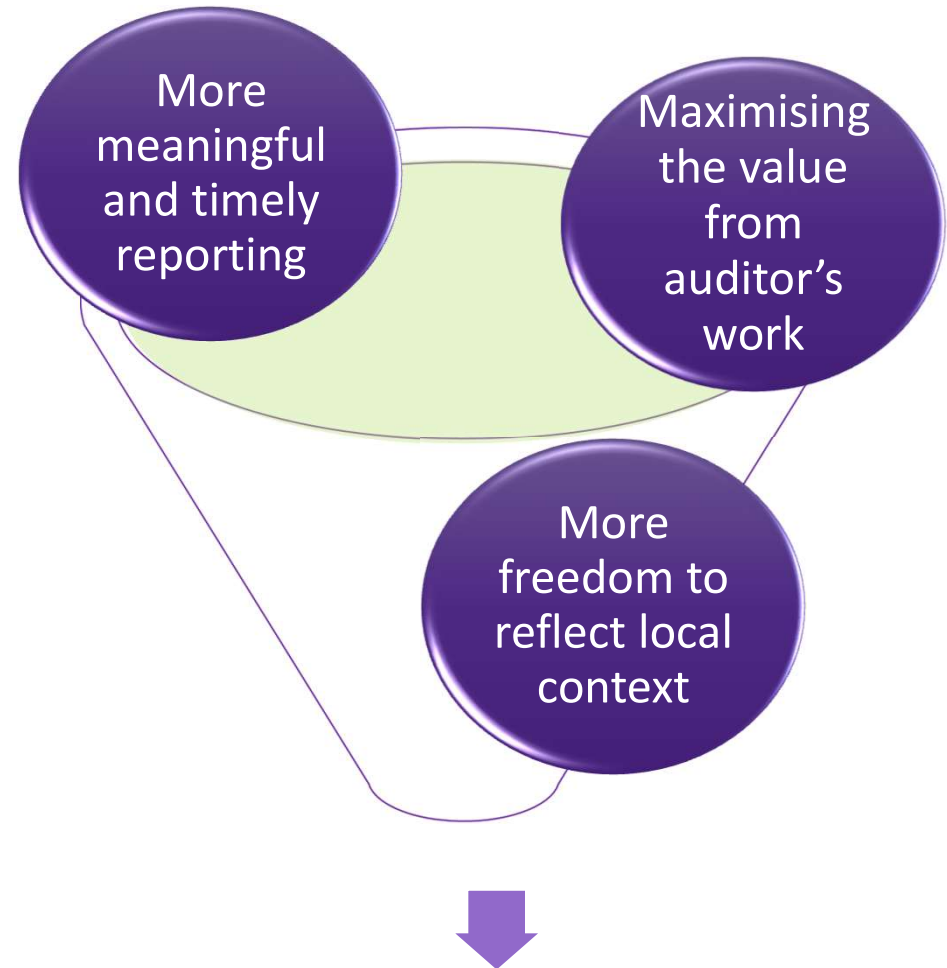 More
meaningful
and timely
reporting
Maximising
the value
from
auditor’s
work
More
freedom to
reflect local
context